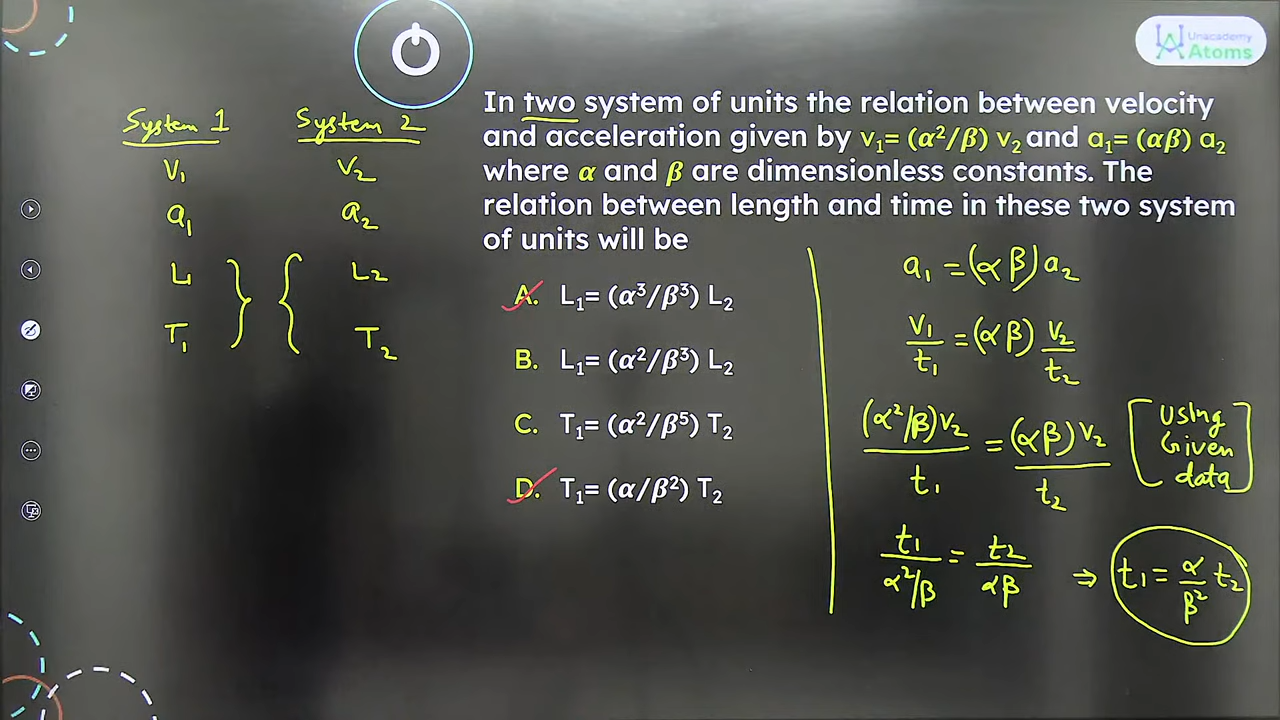 Unacademy
Atoms
In two system of units the relation between velocity
and acceleration given by v₁= (α²/β) v₂ and a₁= (αβ) a₂
where α and β are dimensionless constants. The
relation between length and time in these two system
of units will be
A. L₁= (α³/β³) L₂
B. L₁= (α²/β³) L₂
C. T₁= (α²/β⁵) T₂
D. T₁= (α/β²) T₂
System 1 System 2
V₁ V₂
a₁ a₂
L₁ } { L₂
T₁ T₂
a₁ = (αβ) a₂
V₁/t₁ = (αβ) V₂/t₂
(α²/β)V₂/t₁ = (αβ)V₂/t₂ [Using
Given
data]
t₁/α²/β = t₂/αβ ⇒ t₁ = α/β² t₂